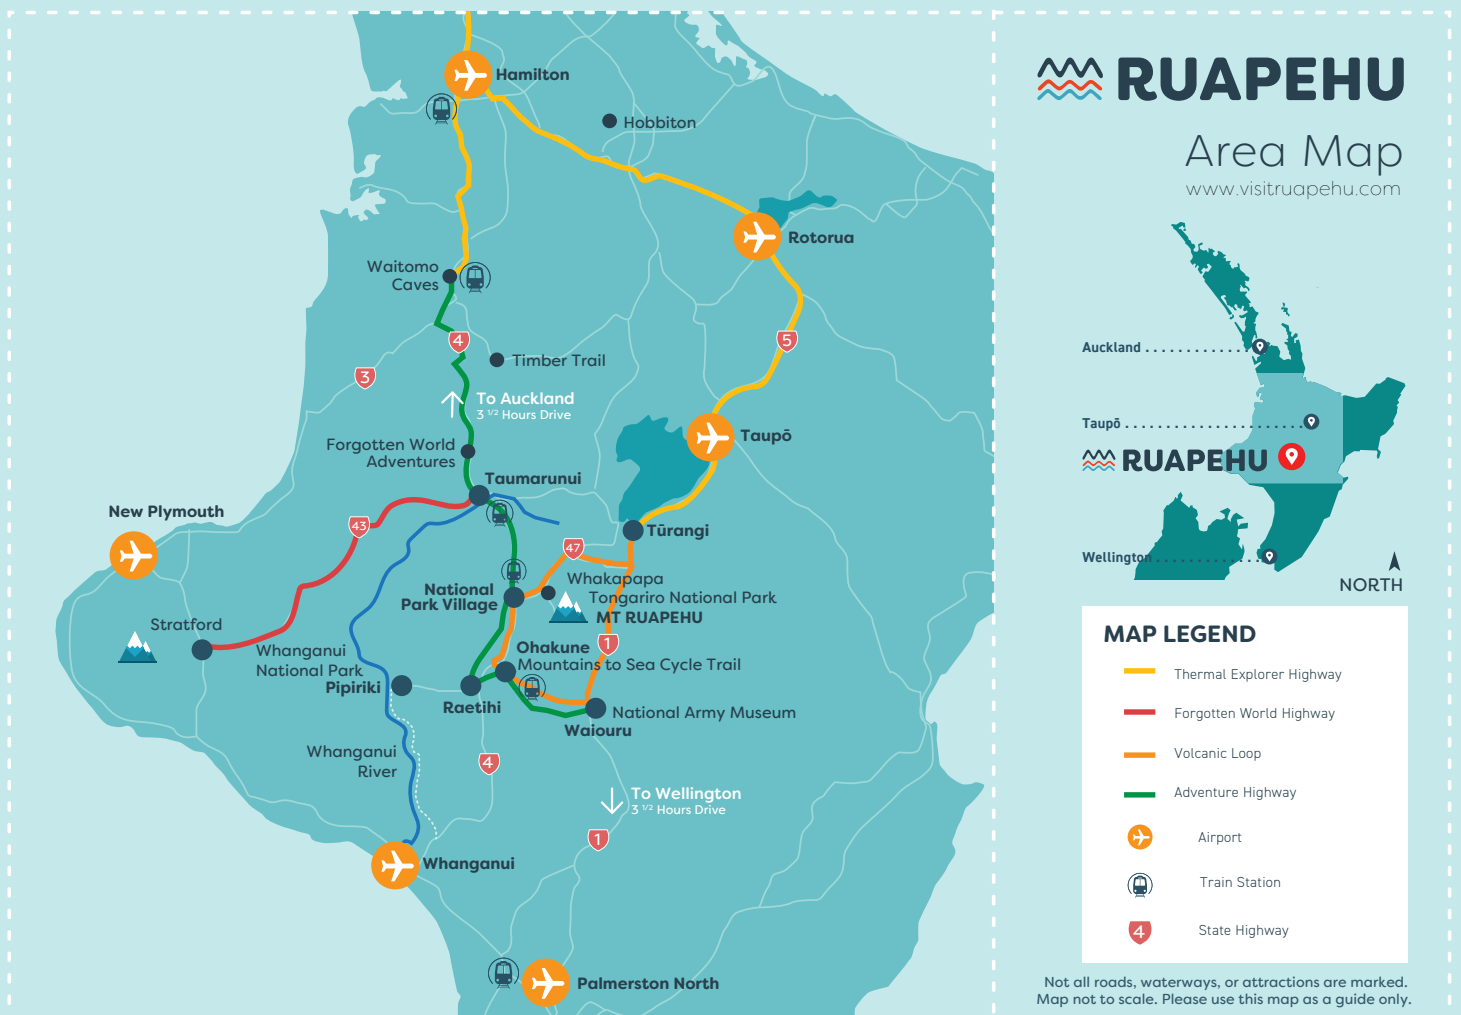 Hamilton
Hobbiton
Rotorua
Waitomo
Caves
4
5
Timber Trail
3
To Auckland
3 1/2 Hours Drive
Forgotten World
Adventures
Taupō
Taumarunui
New Plymouth
43
Tūrangi
47
Whakapapa
National
Park Village
Tongariro National Park
MT RUAPEHU
Stratford
1
Ohakune
Mountains to Sea Cycle Trail
Whanganui
National Park
Pipiriki
Raetihi
National Army Museum
Waiouru
Whanganui
River
4
To Wellington
3 1/2 Hours Drive
1
Whanganui
Palmerston North
RUAPEHU
Area Map
www.visitruapehu.com
Auckland
Taupō
RUAPEHU
Wellington
NORTH
MAP LEGEND
Thermal Explorer Highway
Forgotten World Highway
Volcanic Loop
Adventure Highway
Airport
Train Station
4
State Highway
Not all roads, waterways, or attractions are marked.
Map not to scale. Please use this map as a guide only.